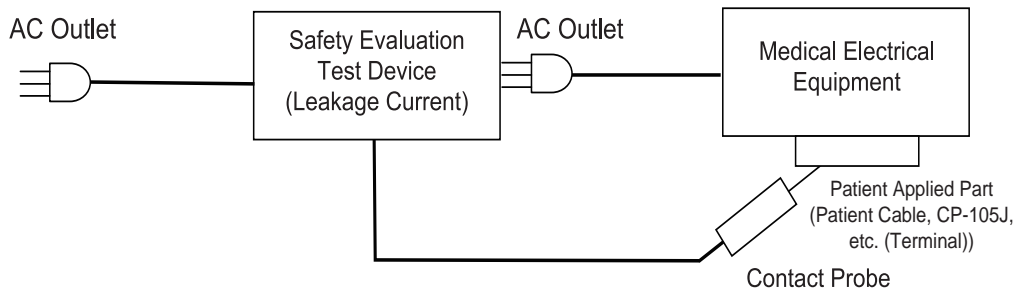 AC Outlet
Safety Evaluation
Test Device
(Leakage Current)
AC Outlet
Medical Electrical
Equipment
Patient Applied Part
(Patient Cable, CP-105J,
etc. (Terminal))
Contact Probe